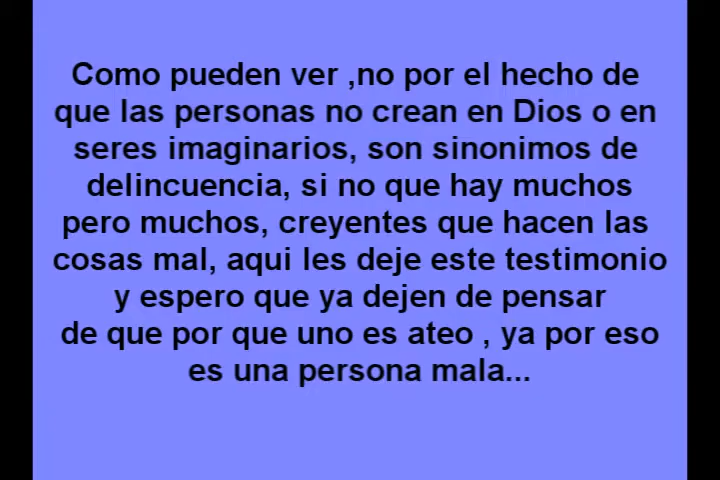 Como pueden ver ,no por el hecho de
que las personas no crean en Dios o en
seres imaginarios, son sinonimos de
delincuencia, si no que hay muchos
pero muchos, creyentes que hacen las
cosas mal, aqui les deje este testimonio
y espero que ya dejen de pensar
de que por que uno es ateo , ya por eso
es una persona mala...